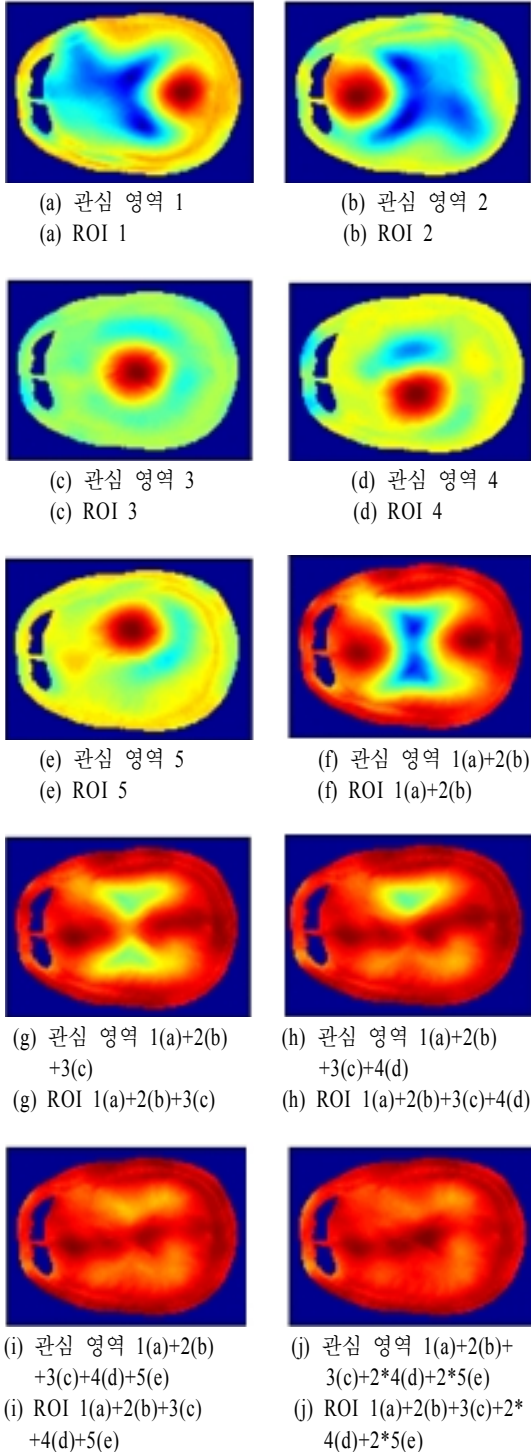 (a) 관심 영역 1
(a) ROI 1
(b) 관심 영역 2
(b) ROI 2
(c) 관심 영역 3
(c) ROI 3
(d) 관심 영역 4
(d) ROI 4
(e) 관심 영역 5
(e) ROI 5
(f) 관심 영역 1(a)+2(b)
(f) ROI 1(a)+2(b)
(g) 관심 영역 1(a)+2(b)
+3(c)
(g) ROI 1(a)+2(b)+3(c)
(h) 관심 영역 1(a)+2(b)
+3(c)+4(d)
(h) ROI 1(a)+2(b)+3(c)+4(d)
(i) 관심 영역 1(a)+2(b)
+3(c)+4(d)+5(e)
(i) ROI 1(a)+2(b)+3(c)
+4(d)+5(e)
(j) 관심 영역 1(a)+2(b)+
3(c)+2*4(d)+2*5(e)
(j) ROI 1(a)+2(b)+3(c)+2*
4(d)+2*5(e)